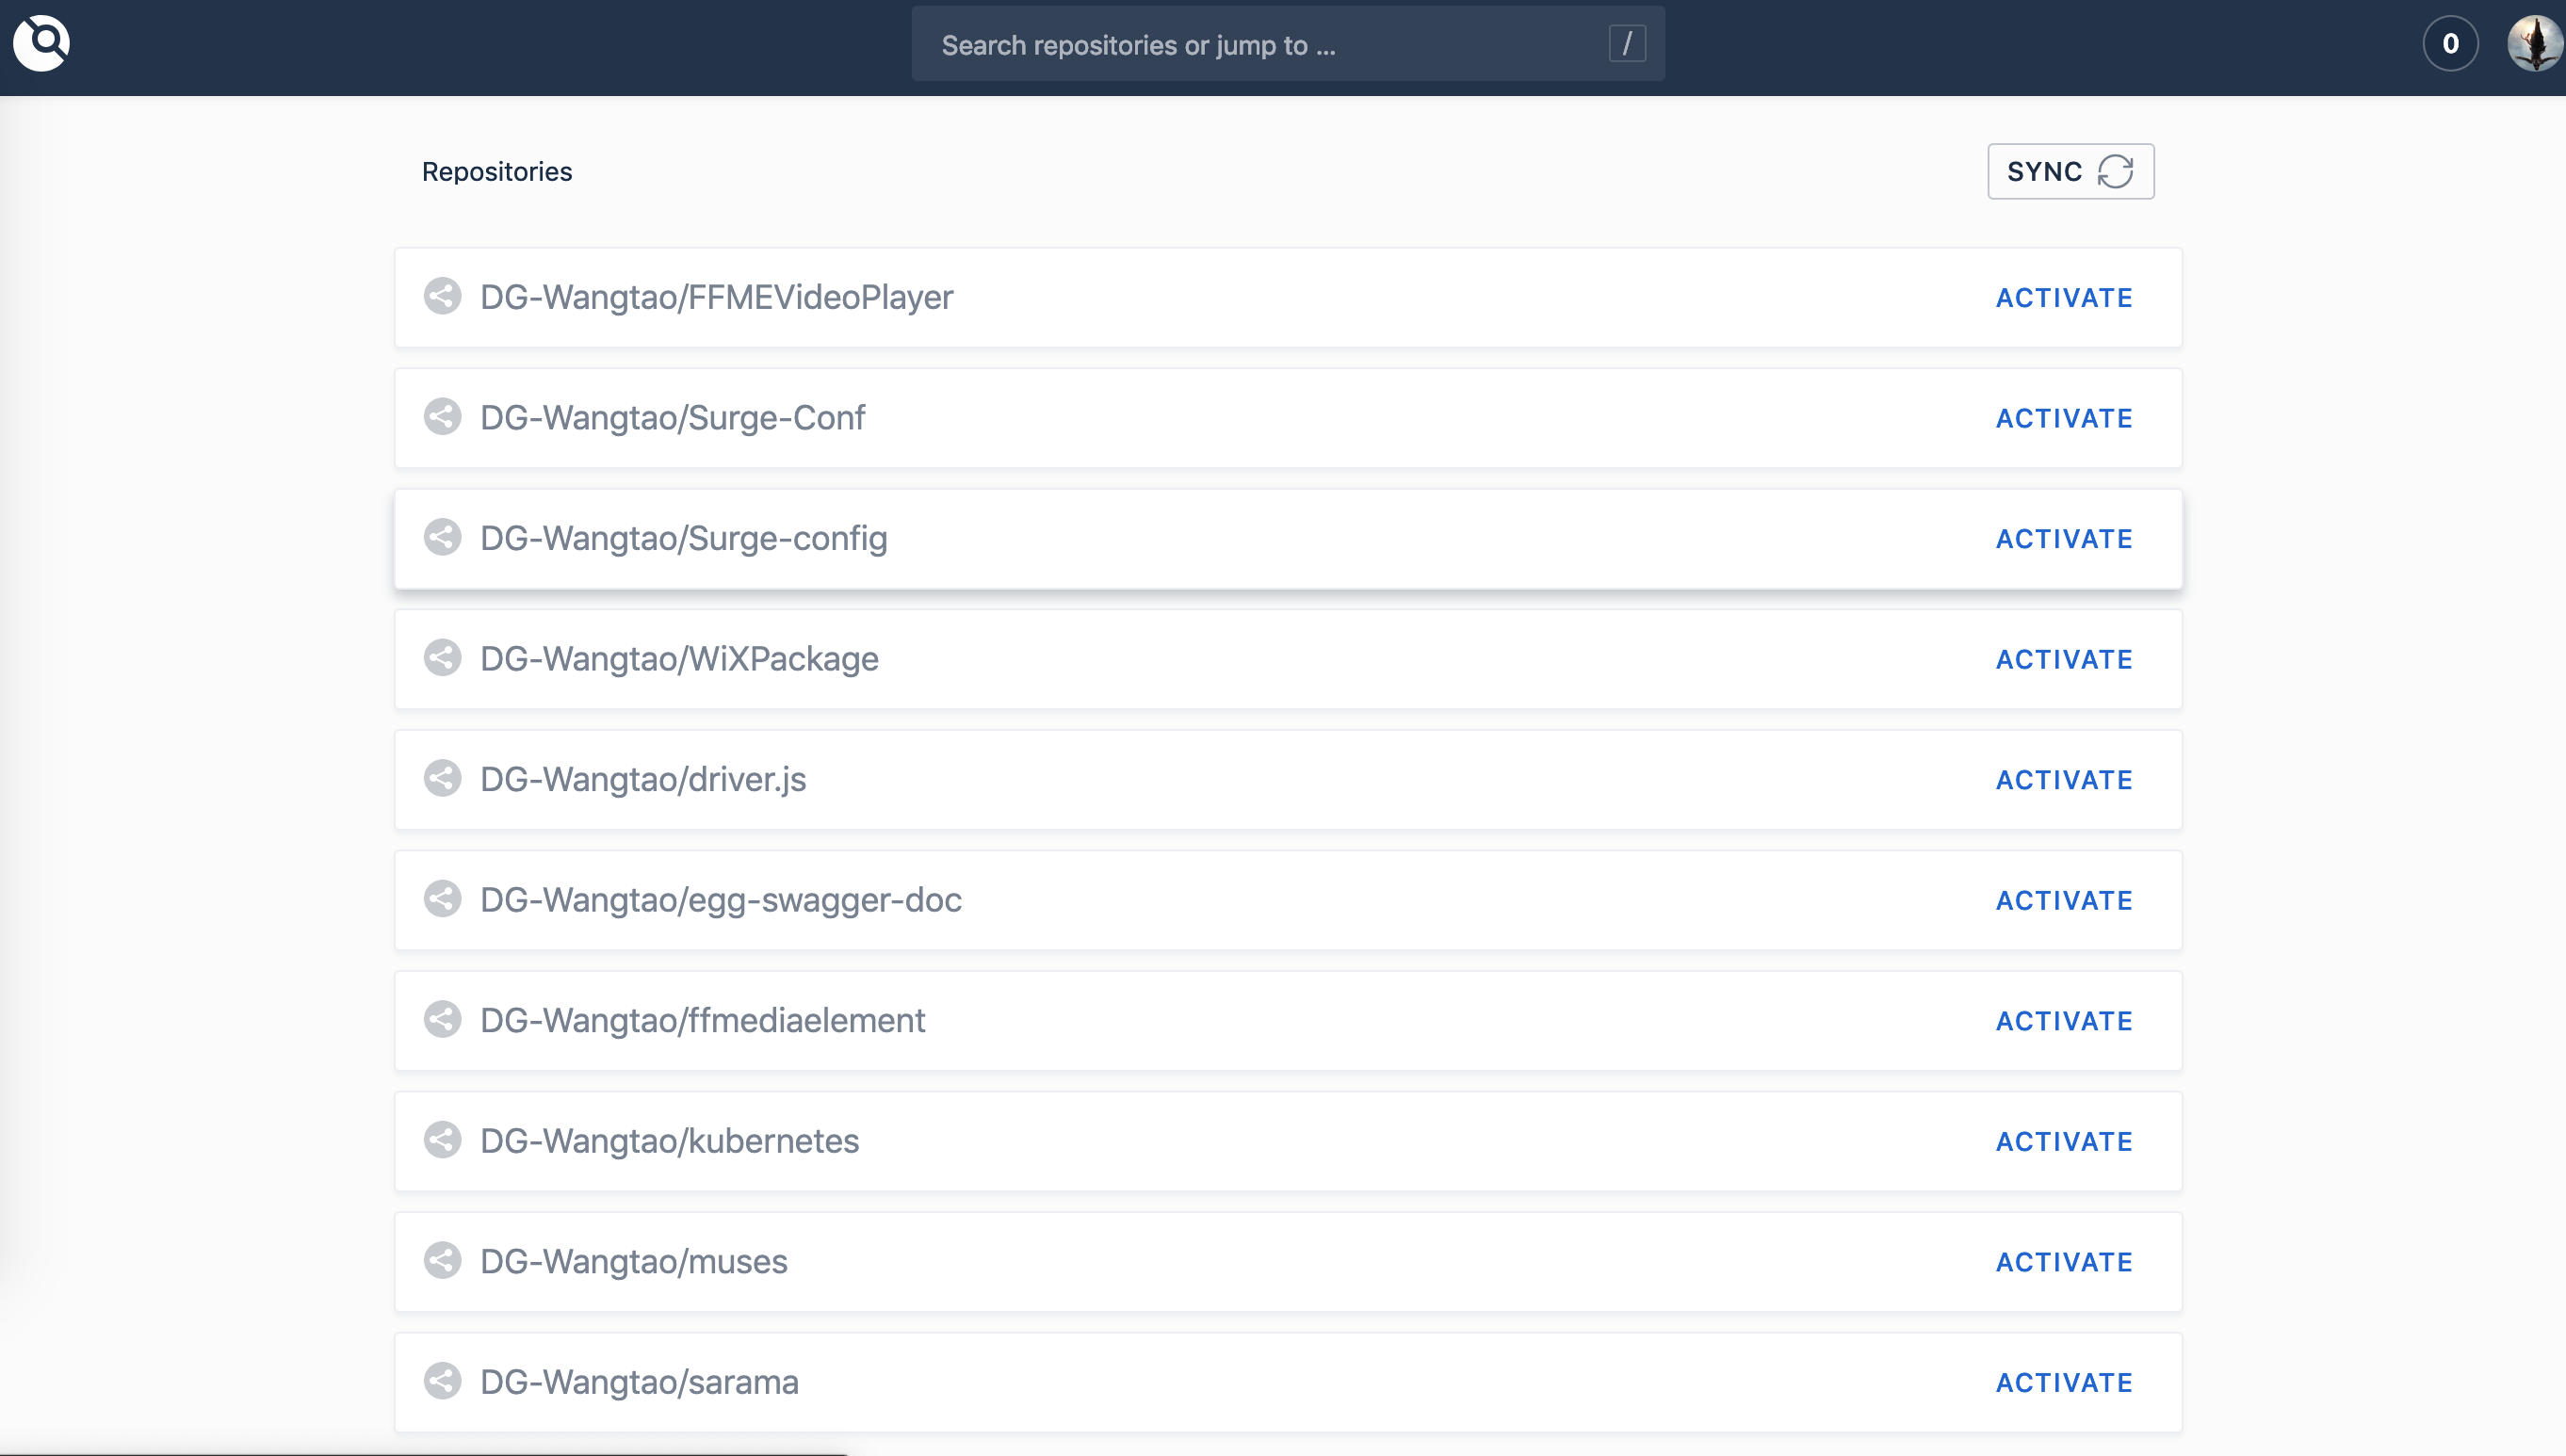 Search repositories or jump to ... /
0
Repositories
SYNC
DG-Wangtao/FFMEVideoPlayer ACTIVATE
DG-Wangtao/Surge-Conf ACTIVATE
DG-Wangtao/Surge-config ACTIVATE
DG-Wangtao/WiXPackage ACTIVATE
DG-Wangtao/driver.js ACTIVATE
DG-Wangtao/egg-swagger-doc ACTIVATE
DG-Wangtao/ffmediaelement ACTIVATE
DG-Wangtao/kubernetes ACTIVATE
DG-Wangtao/muses ACTIVATE
DG-Wangtao/sarama ACTIVATE